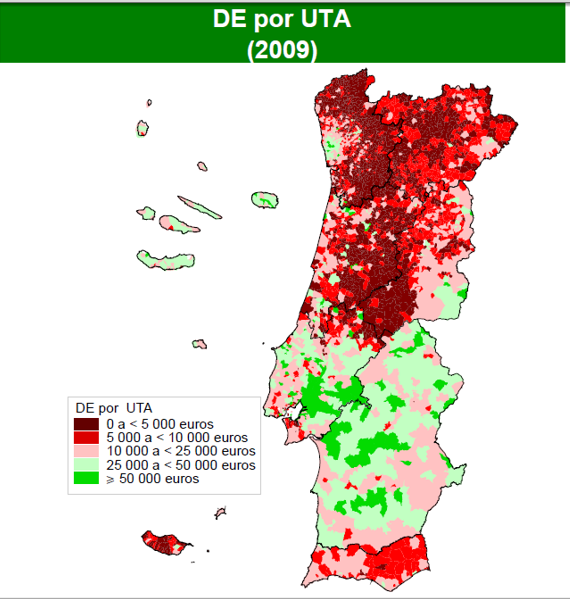 DE por UTA
(2009)
DE por UTA
0 a < 5 000 euros
5 000 a < 10 000 euros
10 000 a < 25 000 euros
25 000 a < 50 000 euros
⩾ 50 000 euros